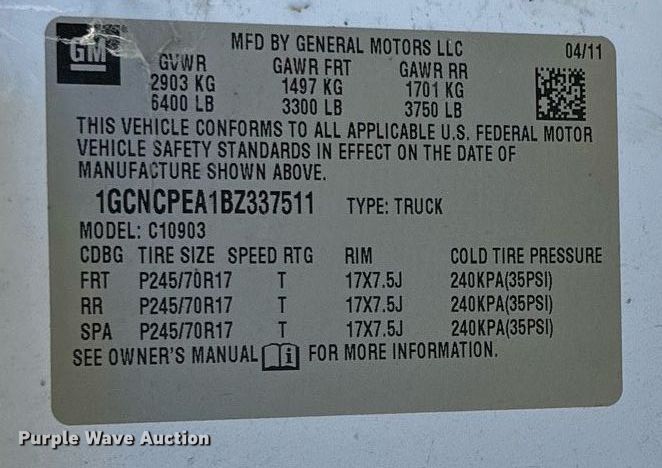 GM MFD BY GENERAL MOTORS LLC 04/11
GVWR GAWR FRT GAWR RR
2903 KG 1497 KG 1701 KG
6400 LB 3300 LB 3750 LB
THIS VEHICLE CONFORMS TO ALL APPLICABLE U.S. FEDERAL MOTOR
VEHICLE SAFETY STANDARDS IN EFFECT ON THE DATE OF
MANUFACTURE SHOWN ABOVE.
1GCNCPEA1BZ337511 TYPE: TRUCK
MODEL: C10903
CDBG TIRE SIZE SPEED RTG RIM COLD TIRE PRESSURE
FRT P245/70R17 T 17X7.5J 240KPA(35PSI)
RR P245/70R17 T 17X7.5J 240KPA(35PSI)
SPA P245/70R17 T 17X7.5J 240KPA(35PSI)
SEE OWNER'S MANUAL i FOR MORE INFORMATION.
Purple Wave Auction